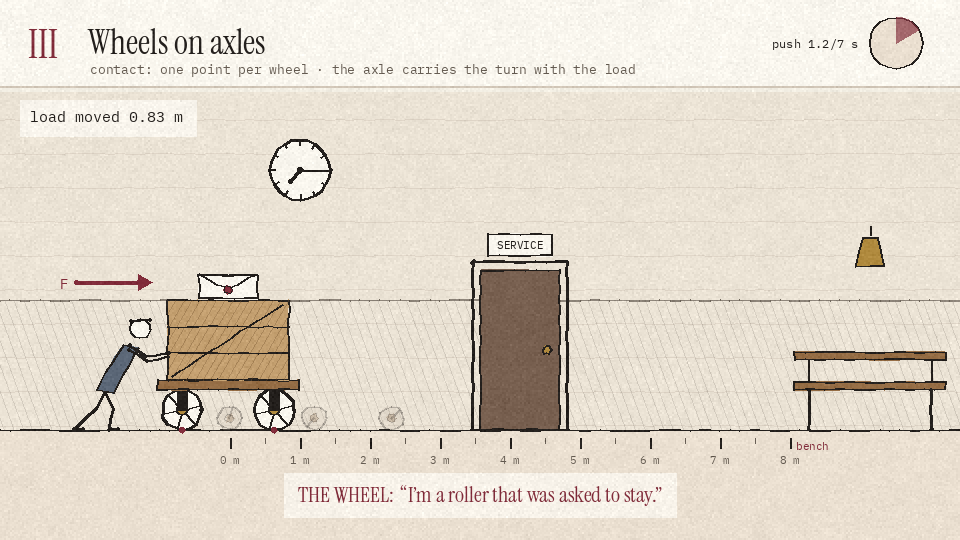 III
Wheels on axles
push 1.2/7 s
contact: one point per wheel · the axle carries the turn with the load
load moved 0.83 m
SERVICE
F
bench
0 m 1 m 2 m 3 m 4 m 5 m 6 m 7 m 8 m
THE WHEEL: “I’m a roller that was asked to stay.”